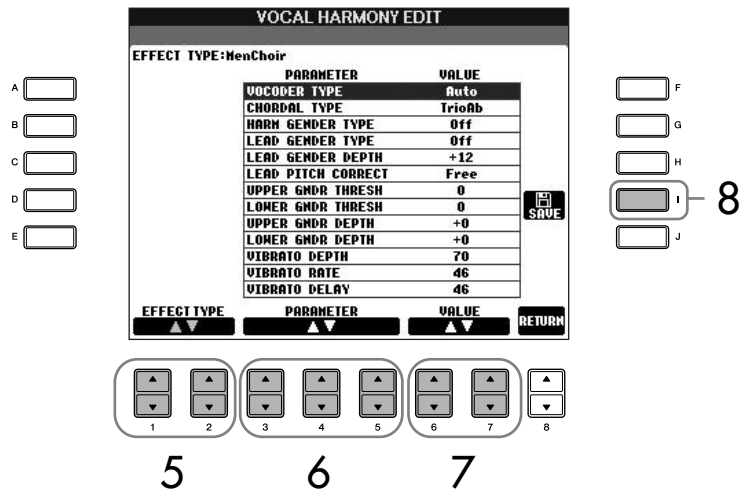 VOCAL HARMONY EDIT
EFFECT TYPE:MenChoir
PARAMETER VALUE
VOCODER TYPE Auto
CHORDAL TYPE TrioAb
HARM GENDER TYPE Off
LEAD GENDER TYPE Off
LEAD GENDER DEPTH +12
LEAD PITCH CORRECT Free
UPPER GNDR THRESH 0
LOWER GNDR THRESH 0
UPPER GNDR DEPTH +0
LOWER GNDR DEPTH +0
VIBRATO DEPTH 70
VIBRATO RATE 46
VIBRATO DELAY 46
SAVE
EFFECT TYPE PARAMETER VALUE RETURN
A
B
C
D
E
F
G
H
I 8
J
1 2 3 4 5 6 7 8
5 6 7